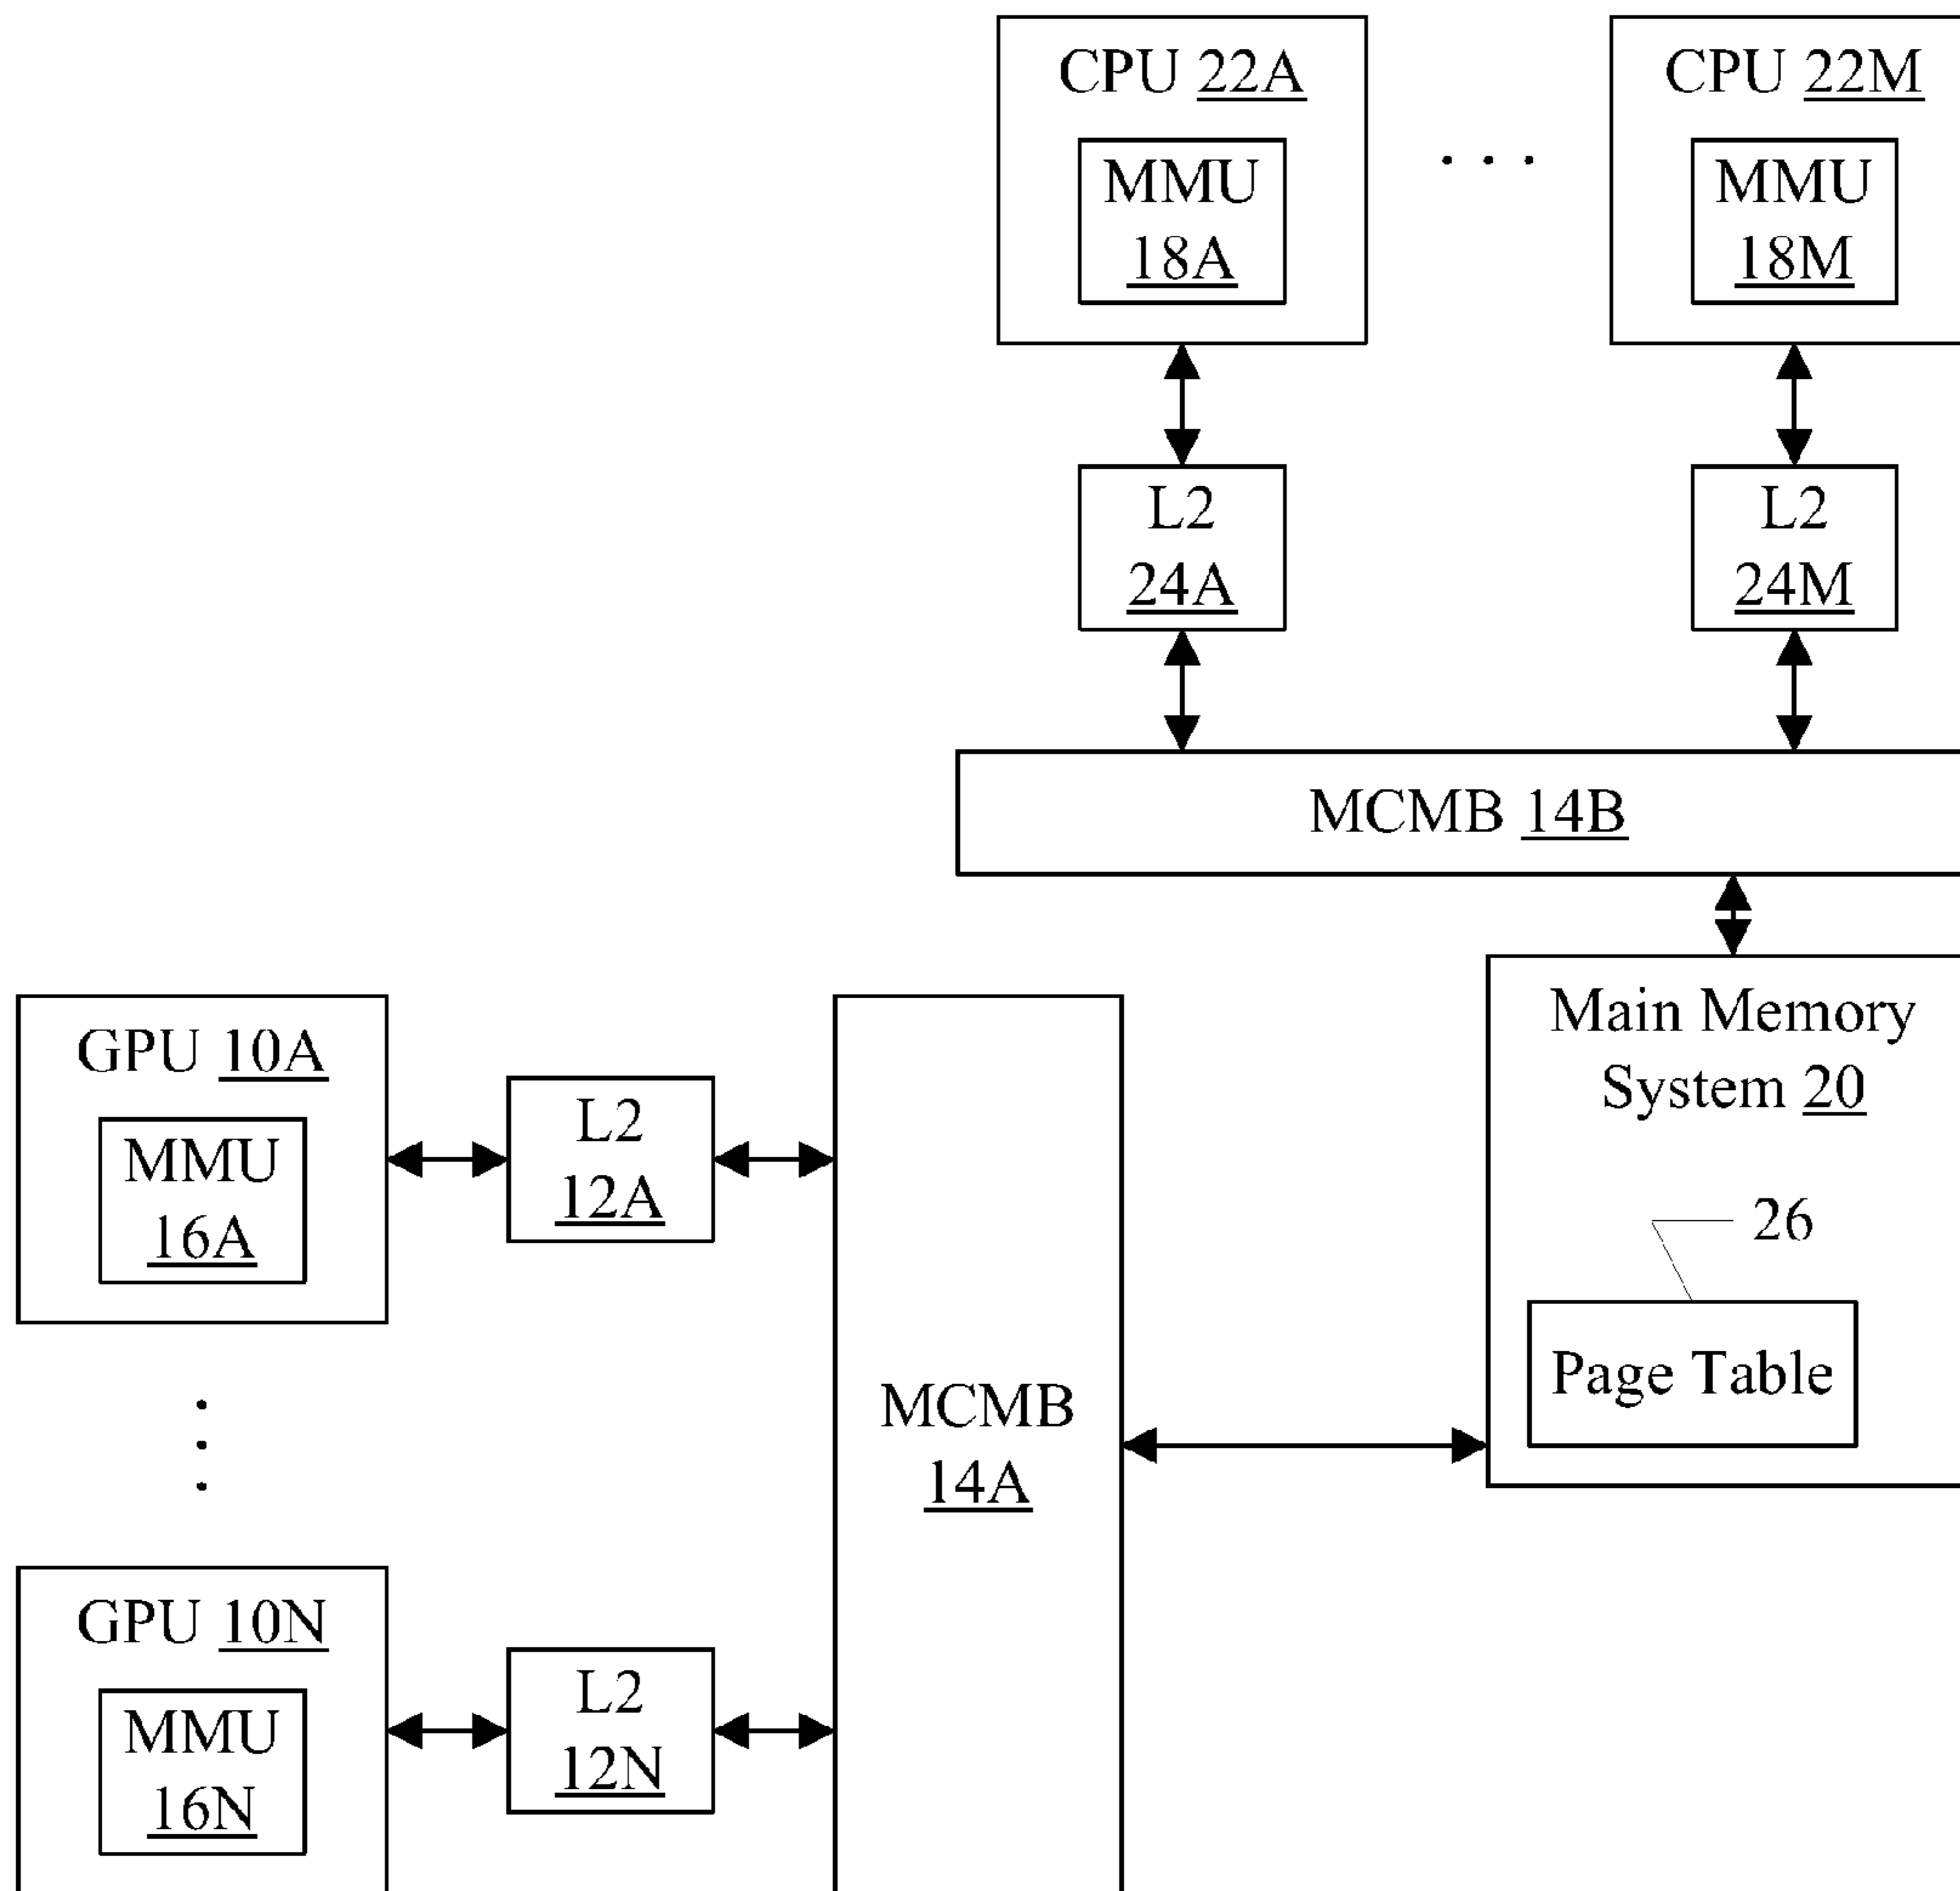 CPU 22A
MMU
18A
. . .
CPU 22M
MMU
18M
L2
24A
L2
24M
MCMB 14B
Main Memory
System 20
26
Page Table
GPU 10A
MMU
16A
L2
12A
MCMB
14A
GPU 10N
MMU
16N
L2
12N